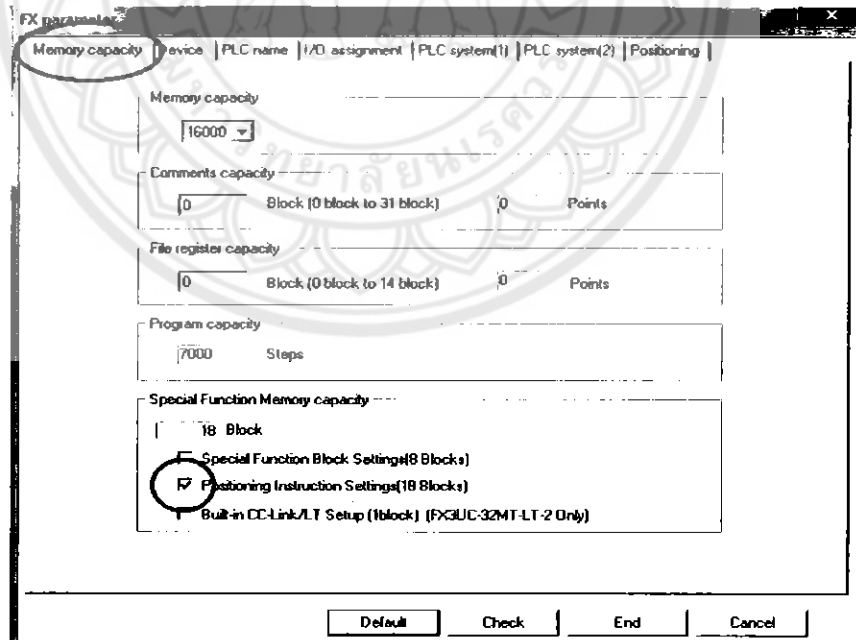 FX parameter
Memory capacity | Device | PLC name | I/O assignment | PLC system(1) | PLC system(2) | Positioning
Memory capacity
16000
Comments capacity
0 Block (0 block to 31 block) 0 Points
File register capacity
0 Block (0 block to 14 block) 0 Points
Program capacity
7000 Steps
Special Function Memory capacity
18 Block
Special Function Block Settings(8 Blocks)
Positioning Instruction Settings(18 Blocks)
Built-in CC-Link/LT Setup (1block) (FX3UC-32MT-LT-2 Only)
Default Check End Cancel